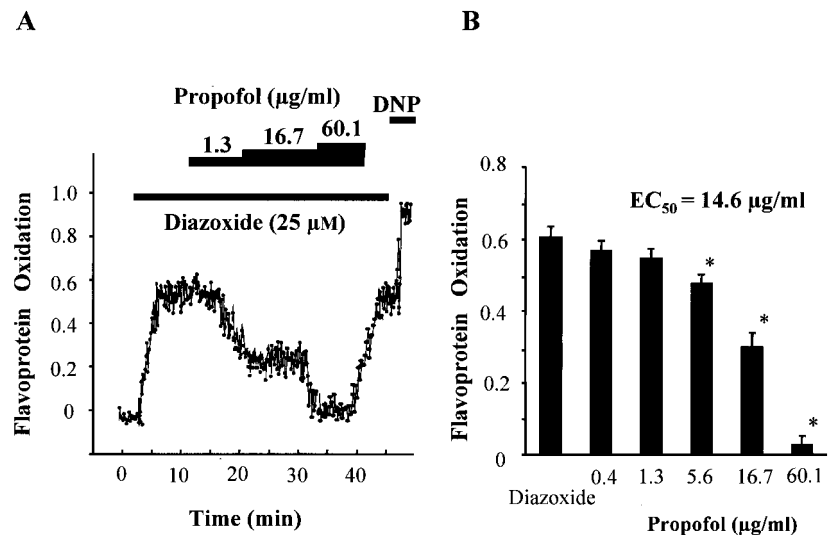 A
Propofol (µg/ml)
DNP
1.3 16.7 60.1
Diazoxide (25 µM)
Flavoprotein Oxidation
1.0
0.8
0.6
0.4
0.2
0
0 10 20 30 40
Time (min)
B
EC50 = 14.6 µg/ml
Flavoprotein Oxidation
0.8
0.6
0.4
0.2
0
* * *
0.4 1.3 5.6 16.7 60.1
Diazoxide
Propofol (µg/ml)